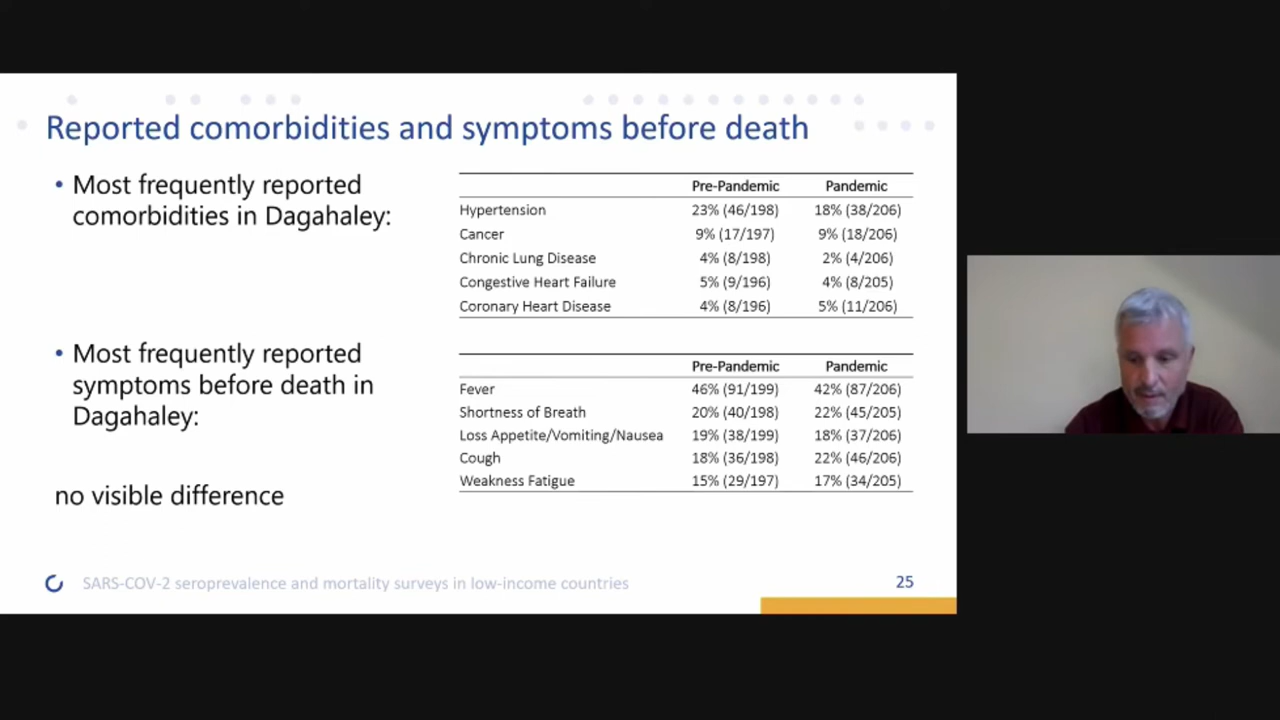 Reported comorbidities and symptoms before death
• Most frequently reported
comorbidities in Dagahaley:
Pre-Pandemic Pandemic
Hypertension 23% (46/198) 18% (38/206)
Cancer 9% (17/197) 9% (18/206)
Chronic Lung Disease 4% (8/198) 2% (4/206)
Congestive Heart Failure 5% (9/196) 4% (8/205)
Coronary Heart Disease 4% (8/196) 5% (11/206)
• Most frequently reported
symptoms before death in
Dagahaley:
Pre-Pandemic Pandemic
Fever 46% (91/199) 42% (87/206)
Shortness of Breath 20% (40/198) 22% (45/205)
Loss Appetite/Vomiting/Nausea 19% (38/199) 18% (37/206)
Cough 18% (36/198) 22% (46/206)
Weakness Fatigue 15% (29/197) 17% (34/205)
no visible difference
SARS-COV-2 seroprevalence and mortality surveys in low-income countries
25